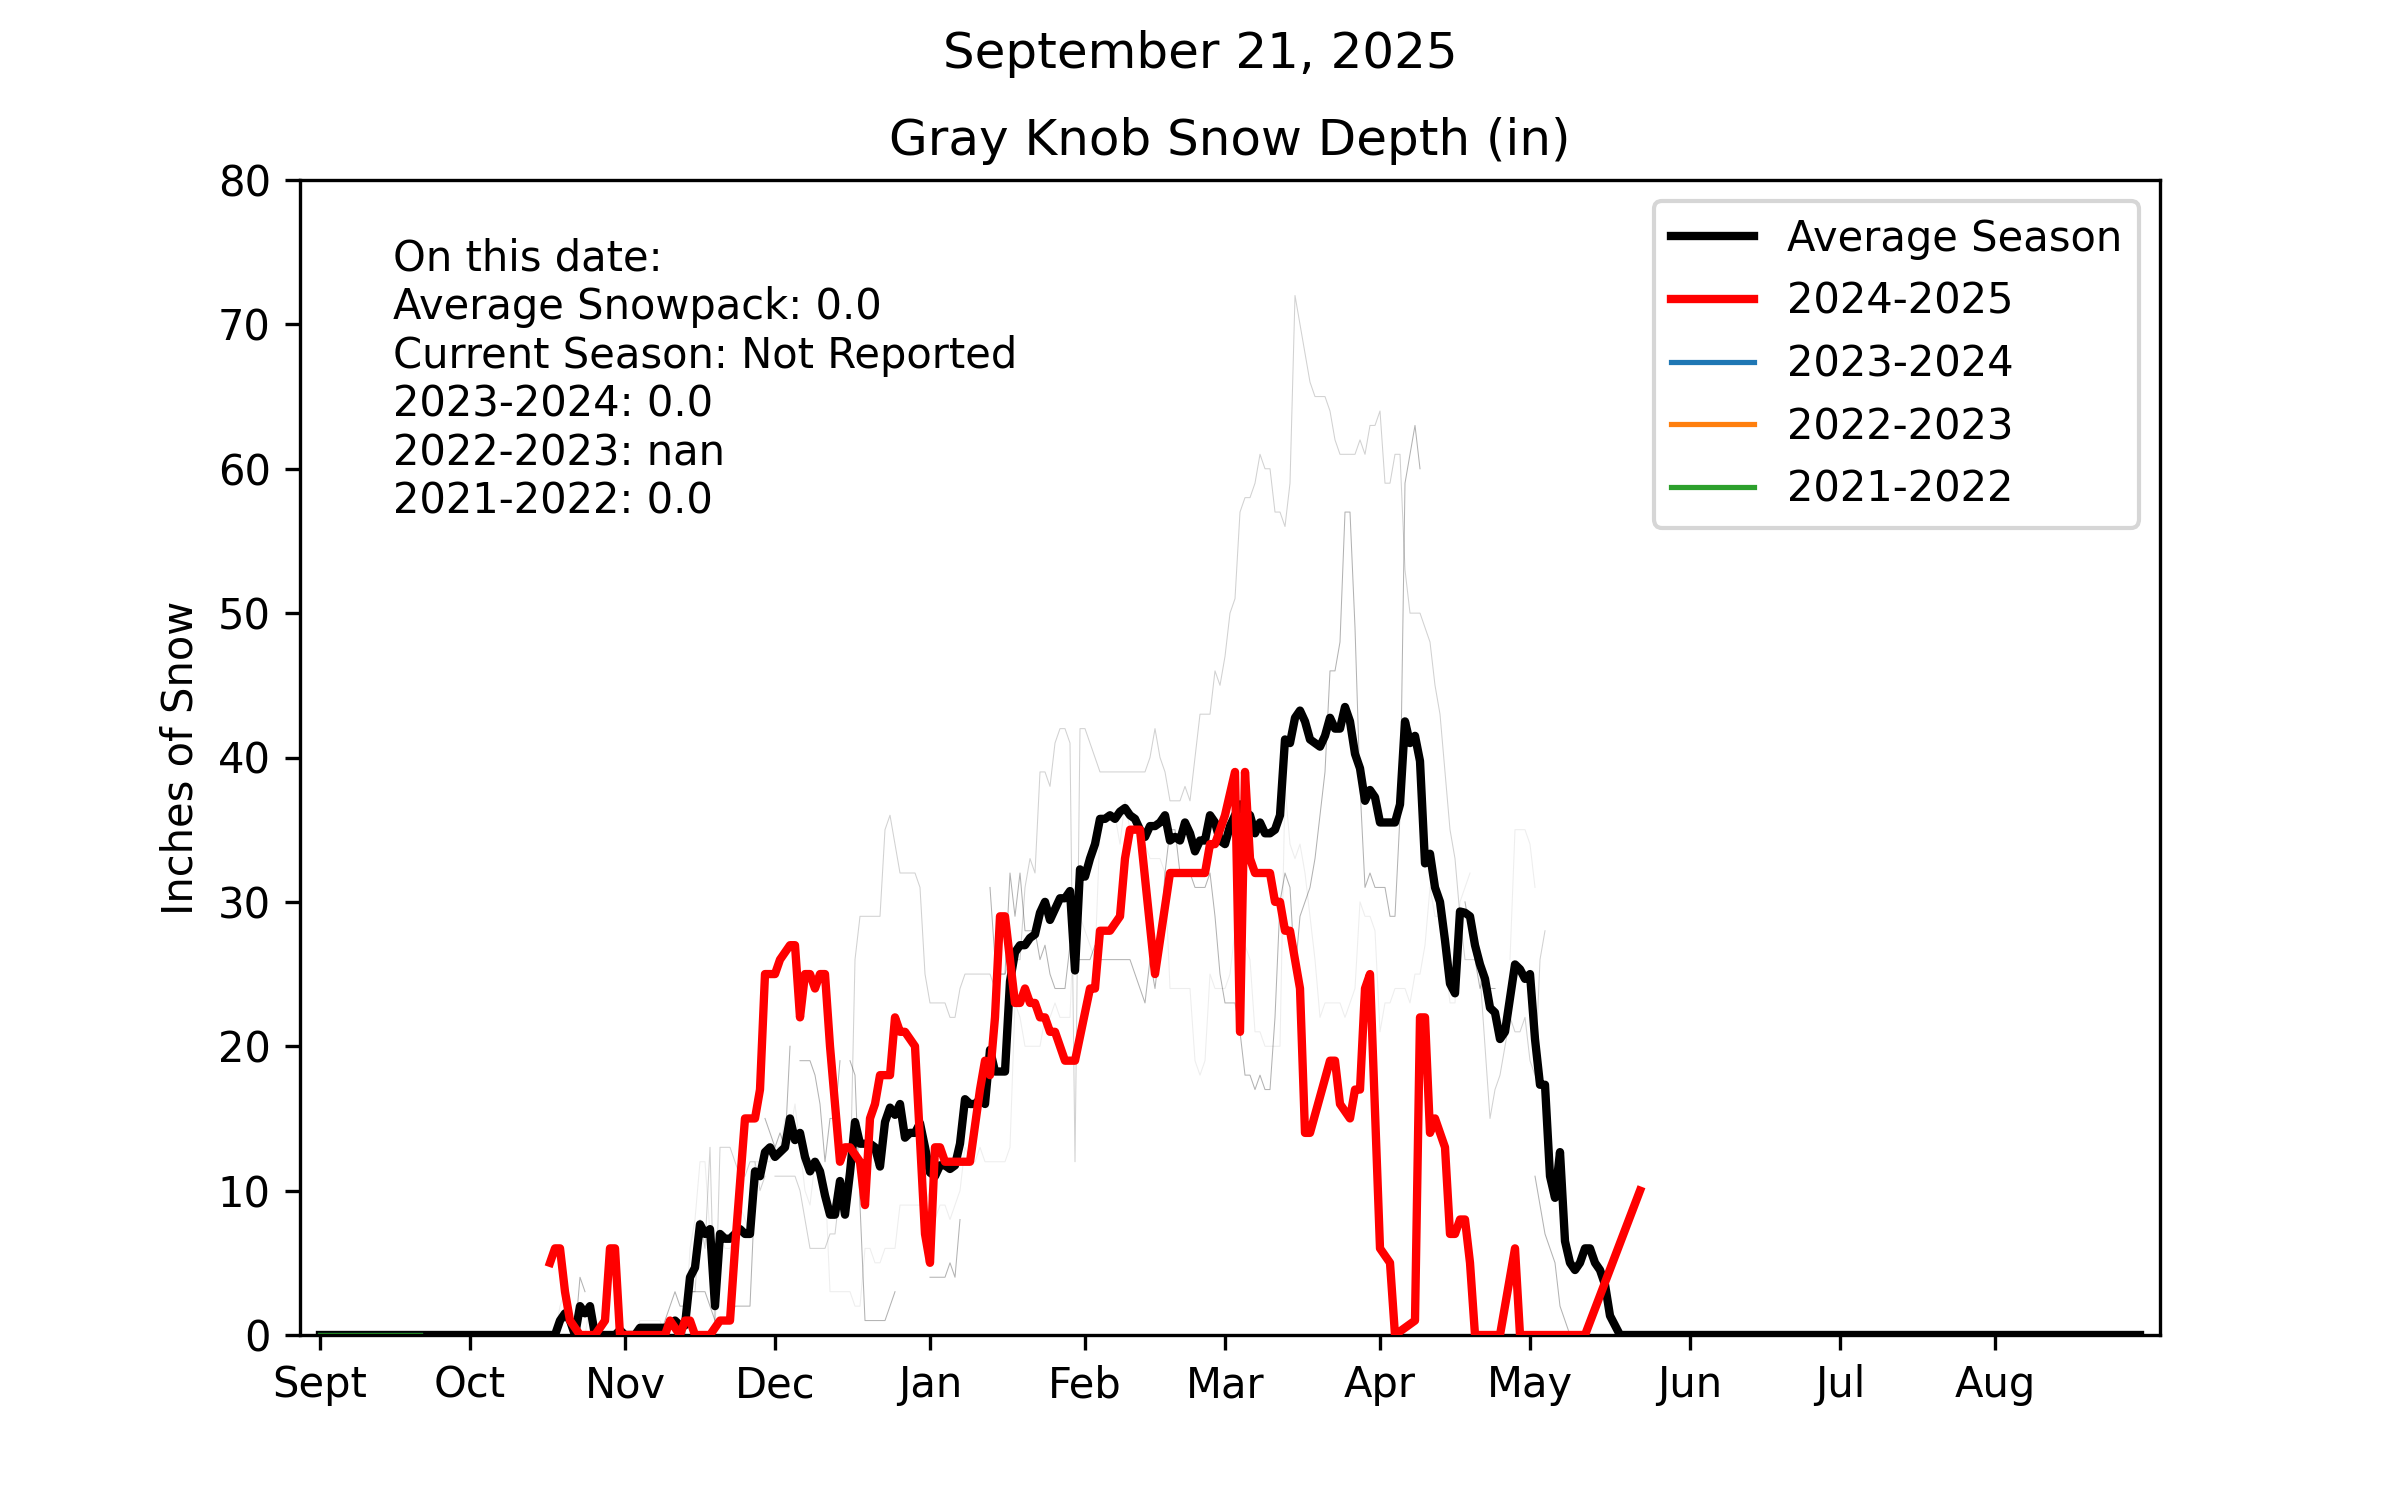 September 21, 2025
Gray Knob Snow Depth (in)
80
70
60
50
40
30
20
10
0
Inches of Snow
On this date:
Average Snowpack: 0.0
Current Season: Not Reported
2023-2024: 0.0
2022-2023: nan
2021-2022: 0.0
Average Season
2024-2025
2023-2024
2022-2023
2021-2022
Sept Oct Nov Dec Jan Feb Mar Apr May Jun Jul Aug